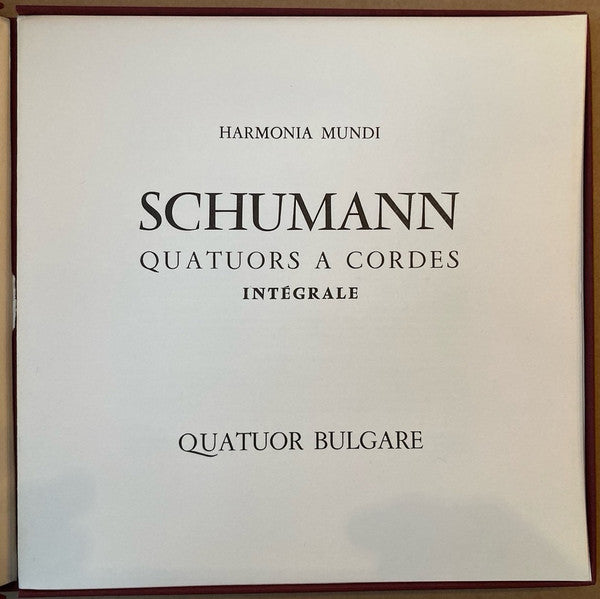 HARMONIA MUNDI
SCHUMANN
QUATUORS A CORDES
INTÉGRALE
QUATUOR BULGARE